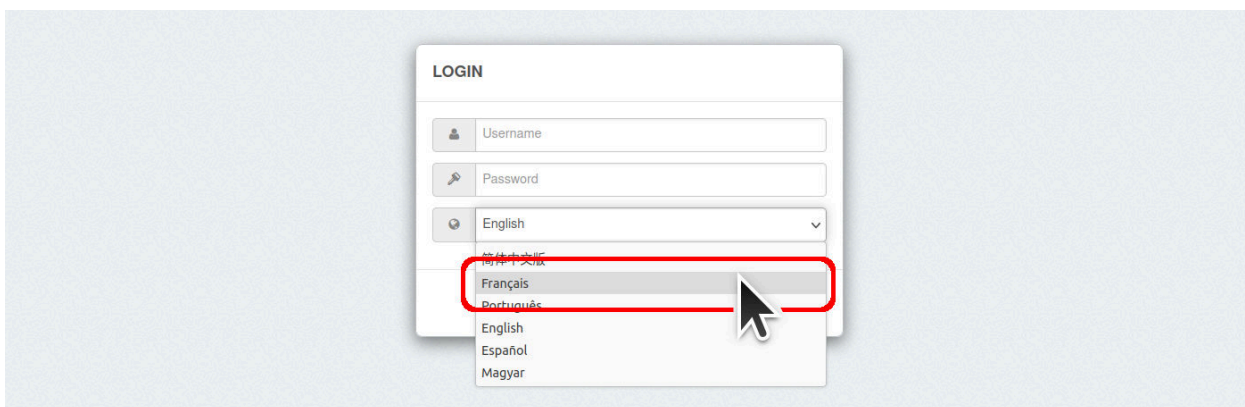 LOGIN
Username
Password
English
简体中文版
Français
Português
English
Español
Magyar